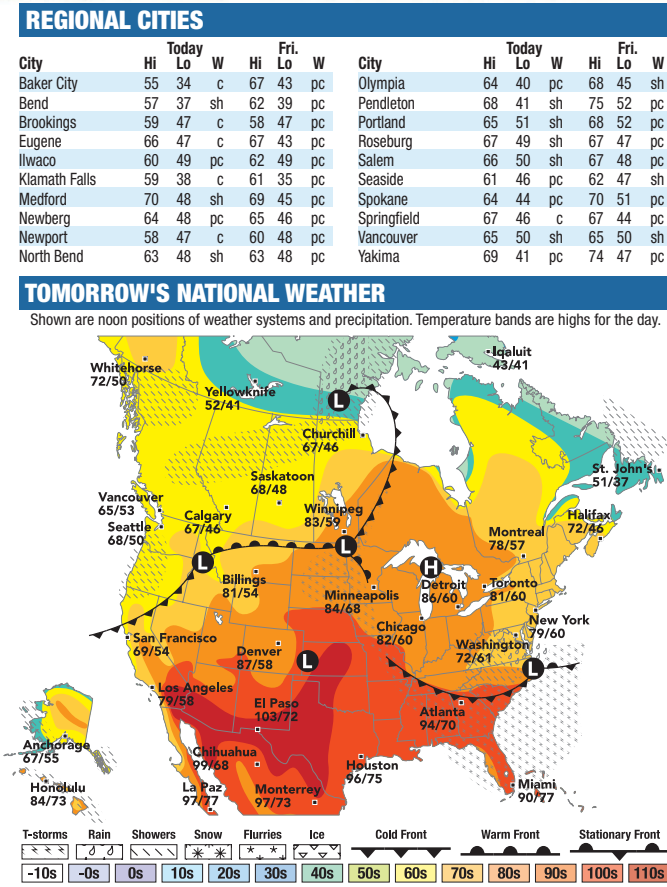 REGIONAL CITIES
Today Fri.
City Hi Lo W Hi Lo W
Baker City 55 34 c 67 43 pc
Bend 57 37 sh 62 39 pc
Brookings 59 47 c 58 47 pc
Eugene 66 47 c 67 43 pc
Ilwaco 60 49 pc 62 49 pc
Klamath Falls 59 38 c 61 35 pc
Medford 70 48 sh 69 45 pc
Newberg 64 48 pc 65 46 pc
Newport 58 47 c 60 48 pc
North Bend 63 48 sh 63 48 pc
Today Fri.
City Hi Lo W Hi Lo W
Olympia 64 40 pc 68 45 sh
Pendleton 68 41 sh 75 52 pc
Portland 65 51 sh 68 52 pc
Roseburg 67 49 sh 67 47 pc
Salem 66 50 sh 67 48 pc
Seaside 61 46 pc 62 47 sh
Spokane 64 44 pc 70 51 pc
Springfield 67 46 c 67 44 pc
Vancouver 65 50 sh 65 50 sh
Yakima 69 41 pc 74 47 pc
TOMORROW'S NATIONAL WEATHER
Shown are noon positions of weather systems and precipitation. Temperature bands are highs for the day.
Iqaluit
43/41
Whitehorse
72/50
Yellowknife
52/41
L
Churchill
67/46
St. John's
51/37
Saskatoon
68/48
Vancouver
65/53
Seattle
68/50
Calgary
67/46
Winnipeg
83/59
Halifax
72/46
Montreal
78/57
L
L
H
Billings
81/54
Minneapolis
84/68
Detroit
86/60
Toronto
81/60
Chicago
82/60
New York
79/60
San Francisco
69/54
Denver
87/58
L
Washington
72/61
L
Los Angeles
79/58
El Paso
103/72
Atlanta
94/70
Anchorage
67/55
Chihuahua
99/68
Houston
96/75
Honolulu
84/73
La Paz
97/77
Monterrey
97/73
Miami
90/77
T-storms Rain Showers Snow Flurries Ice Cold Front Warm Front Stationary Front
-10s -0s 0s 10s 20s 30s 40s 50s 60s 70s 80s 90s 100s 110s